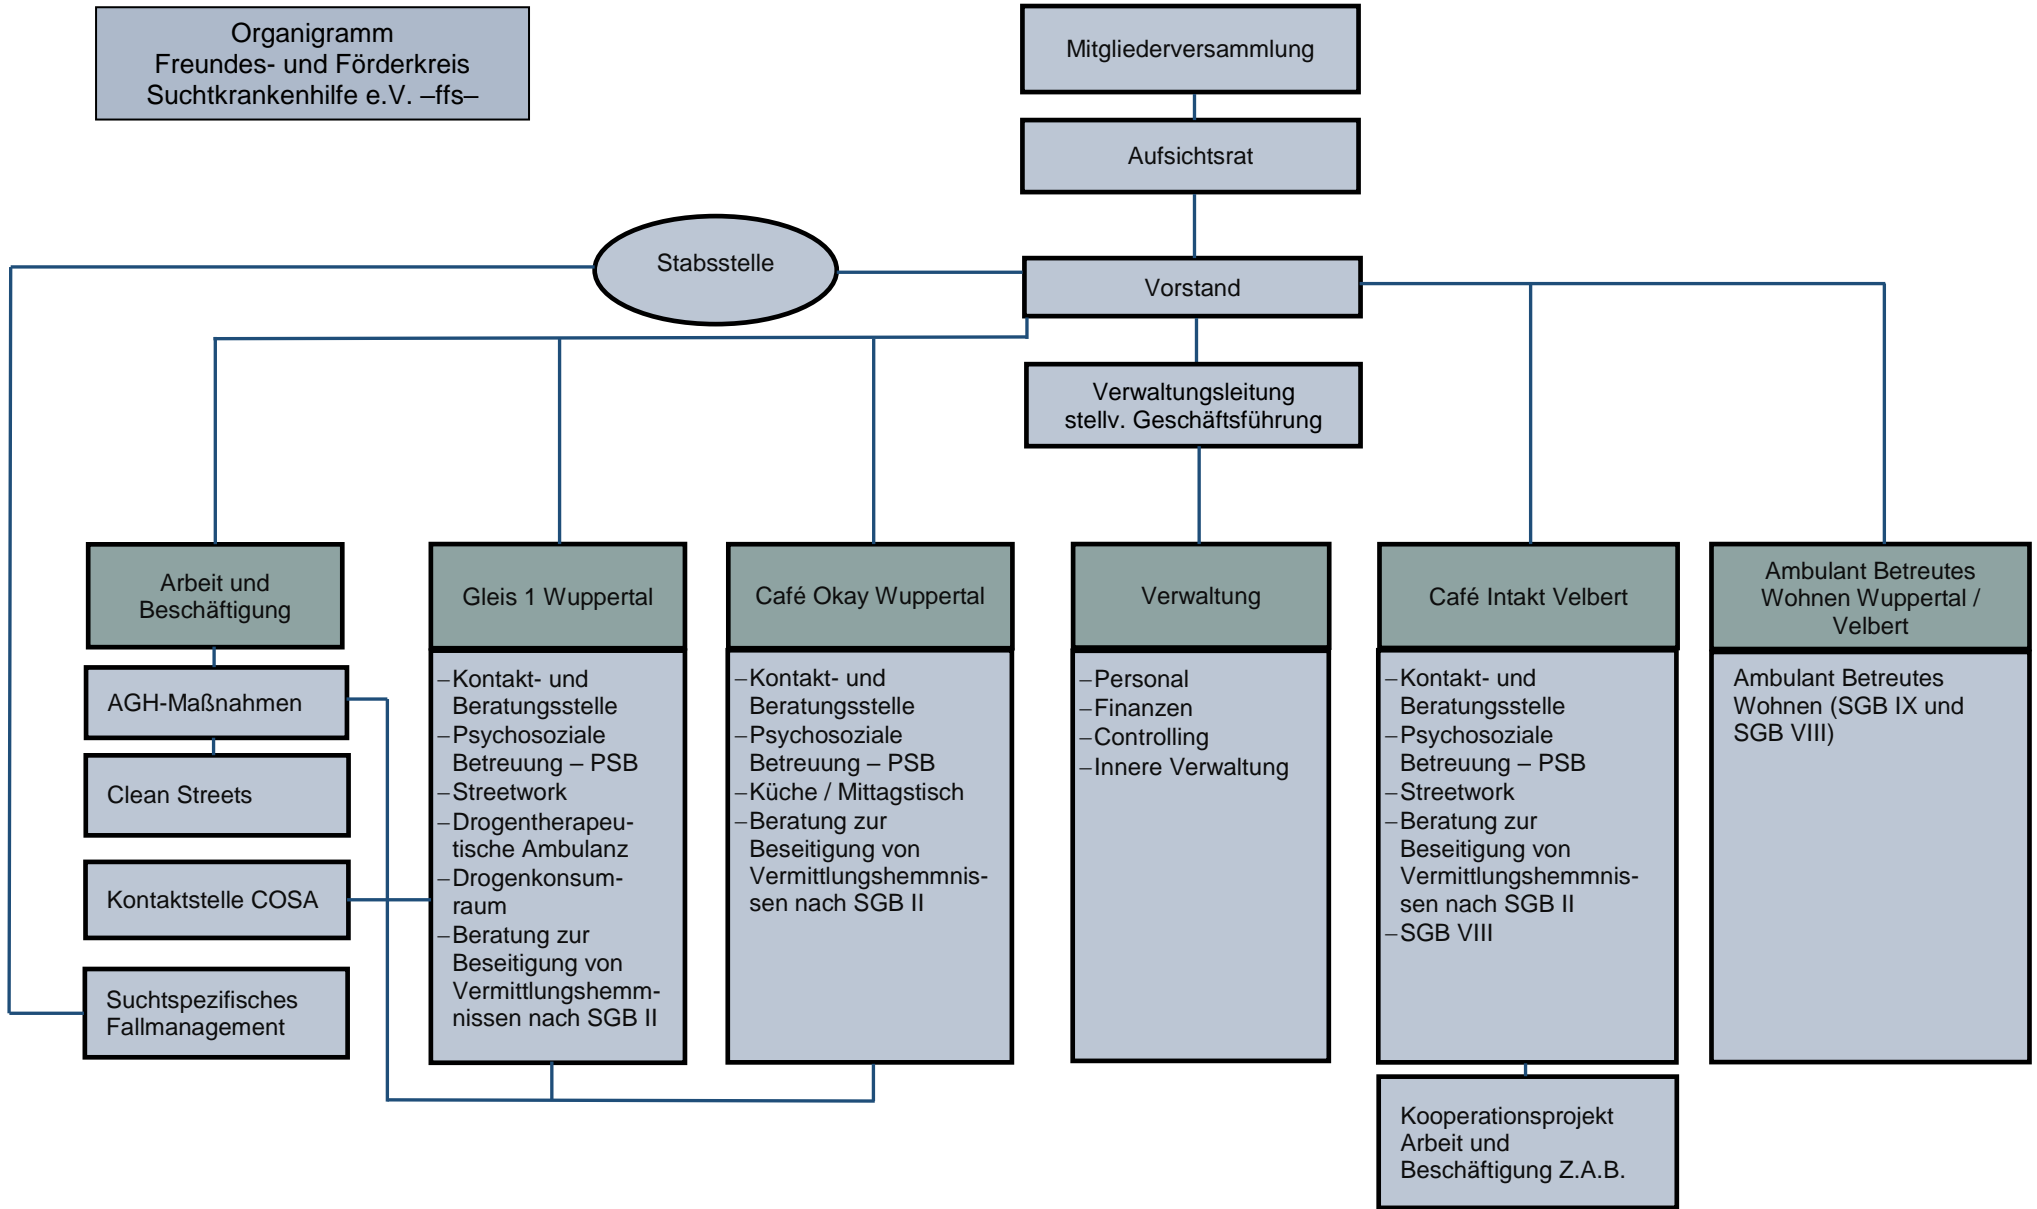 Organigramm
Freundes- und Förderkreis
Suchtkrankenhilfe e.V. –ffs–
Mitgliederversammlung
Aufsichtsrat
Stabsstelle
Vorstand
Verwaltungsleitung
stellv. Geschäftsführung
Arbeit und
Beschäftigung
AGH-Maßnahmen
Clean Streets
Kontaktstelle COSA
Suchtspezifisches
Fallmanagement
Gleis 1 Wuppertal
–Kontakt- und
Beratungsstelle
–Psychosoziale
Betreuung – PSB
–Streetwork
–Drogentherapeu-
tische Ambulanz
–Drogenkonsum-
raum
–Beratung zur
Beseitigung von
Vermittlungshemm-
nissen nach SGB II
Café Okay Wuppertal
–Kontakt- und
Beratungsstelle
–Psychosoziale
Betreuung – PSB
–Küche / Mittagstisch
–Beratung zur
Beseitigung von
Vermittlungshemmnis-
sen nach SGB II
Verwaltung
–Personal
–Finanzen
–Controlling
–Innere Verwaltung
Café Intakt Velbert
–Kontakt- und
Beratungsstelle
–Psychosoziale
Betreuung – PSB
–Streetwork
–Beratung zur
Beseitigung von
Vermittlungshemmnis-
sen nach SGB II
–SGB VIII
Kooperationsprojekt
Arbeit und
Beschäftigung Z.A.B.
Ambulant Betreutes
Wohnen Wuppertal /
Velbert
Ambulant Betreutes
Wohnen (SGB IX und
SGB VIII)